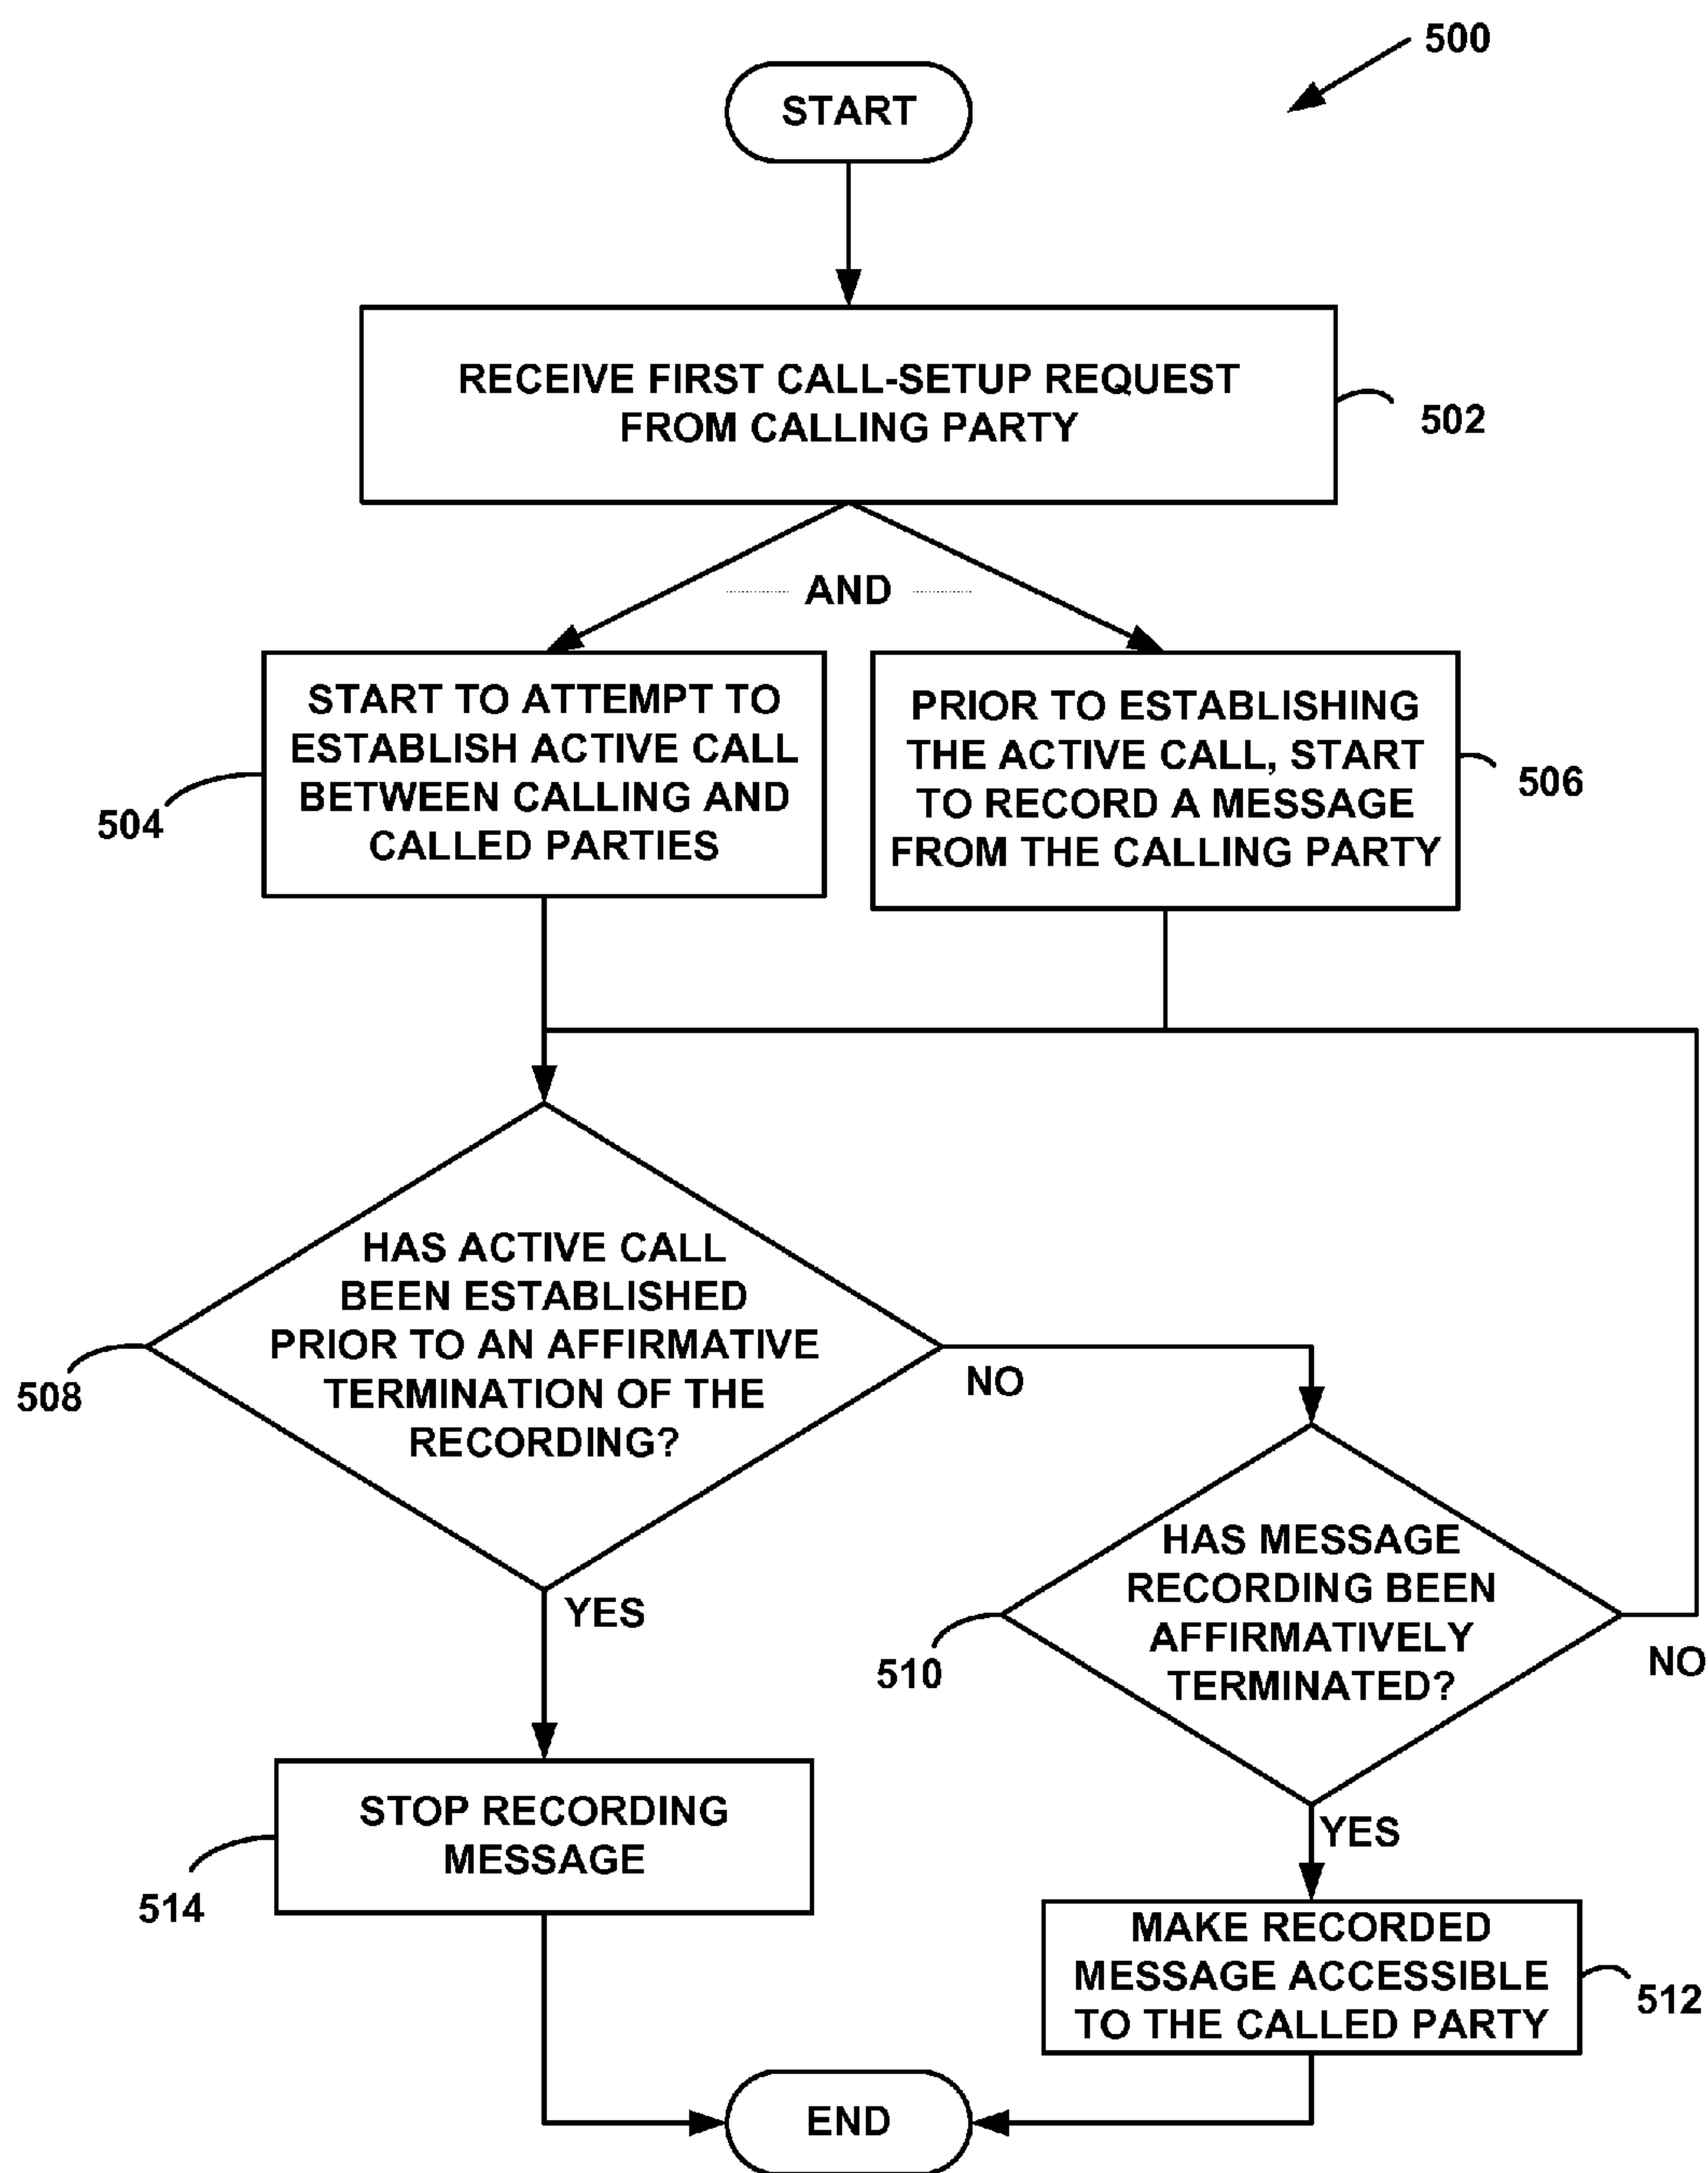 500
START
RECEIVE FIRST CALL-SETUP REQUEST
FROM CALLING PARTY
502
AND
START TO ATTEMPT TO
ESTABLISH ACTIVE CALL
BETWEEN CALLING AND
CALLED PARTIES
504
PRIOR TO ESTABLISHING
THE ACTIVE CALL, START
TO RECORD A MESSAGE
FROM THE CALLING PARTY
506
HAS ACTIVE CALL
BEEN ESTABLISHED
PRIOR TO AN AFFIRMATIVE
TERMINATION OF THE
RECORDING?
508
NO
YES
HAS MESSAGE
RECORDING BEEN
AFFIRMATIVELY
TERMINATED?
510
NO
YES
STOP RECORDING
MESSAGE
514
MAKE RECORDED
MESSAGE ACCESSIBLE
TO THE CALLED PARTY
512
END